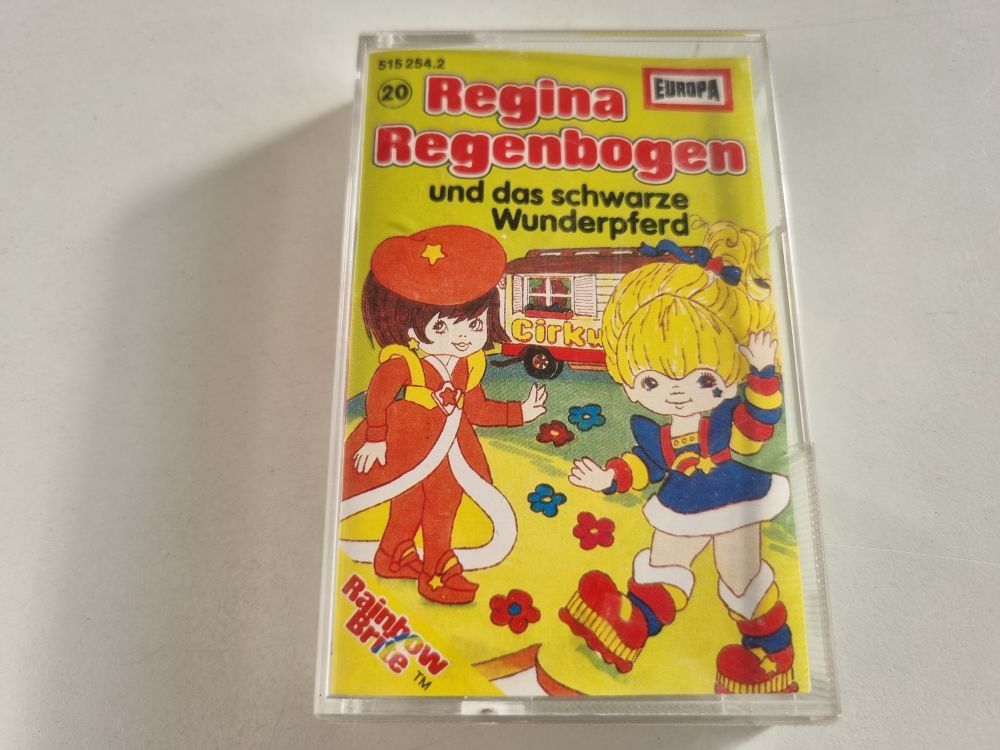 515 254.2
20
EUROPA
Regina
Regenbogen
und das schwarze
Wunderpferd
Cirku
Rainbow
Brite
TM